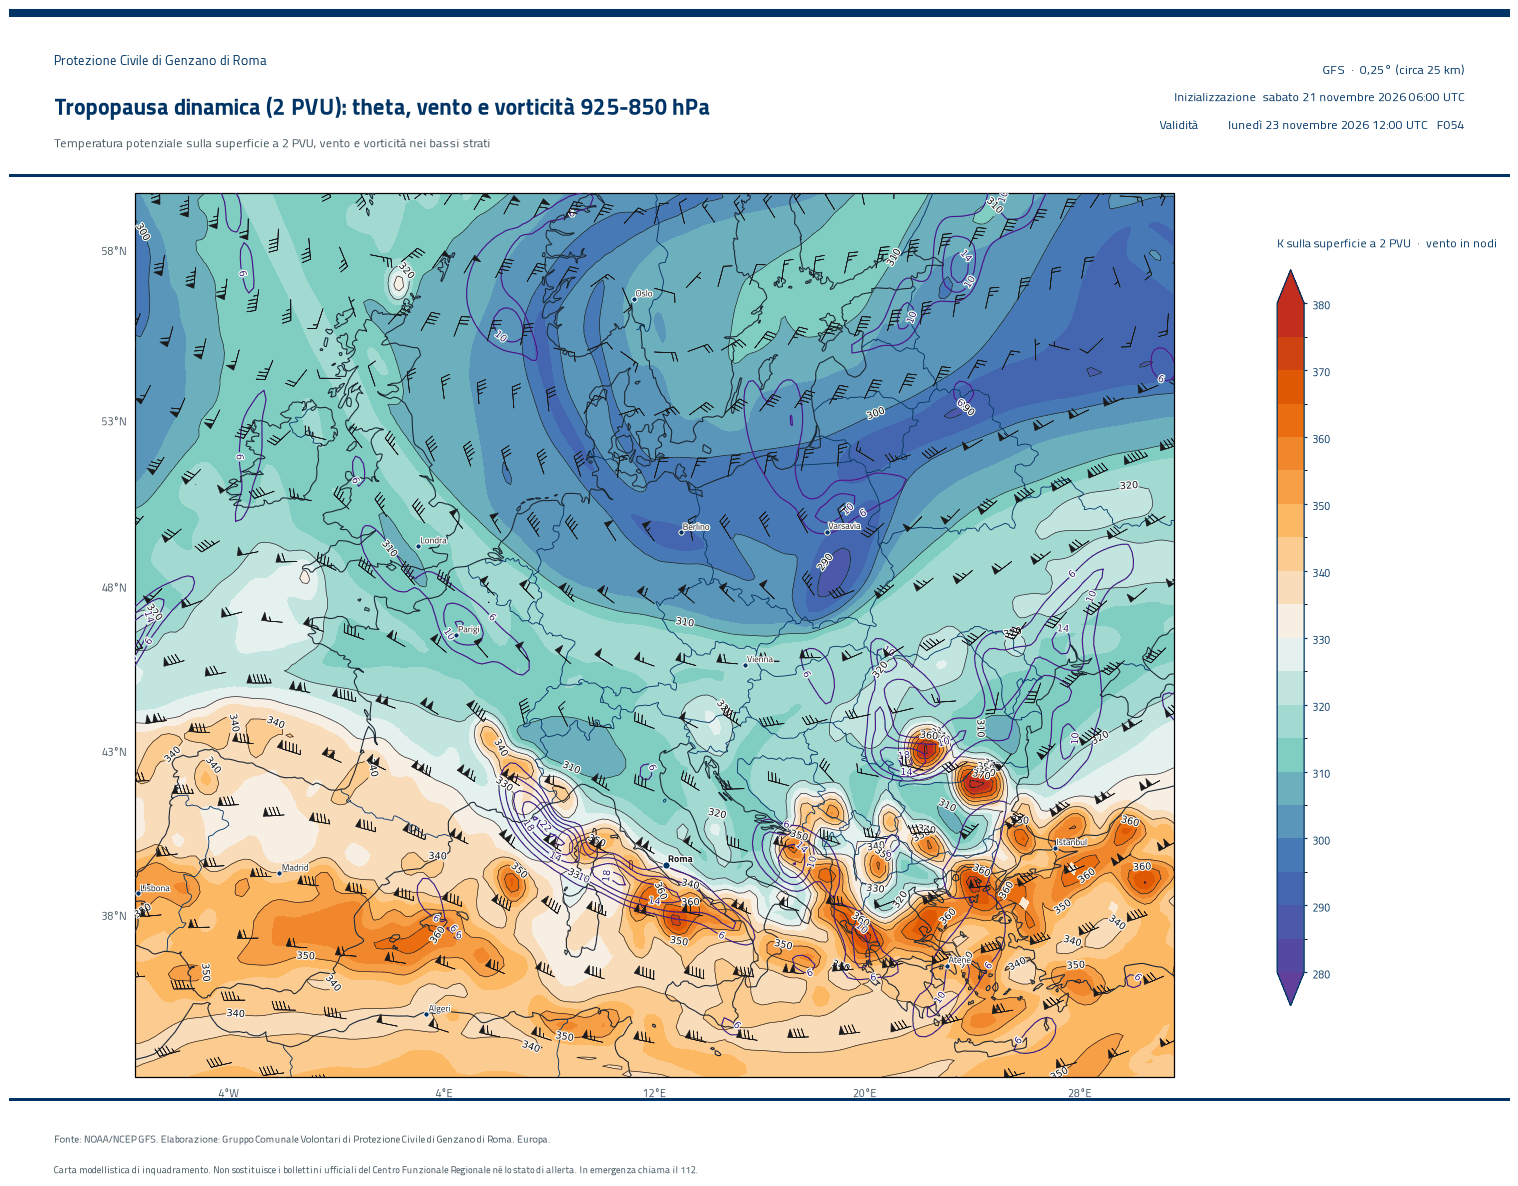 Protezione Civile di Genzano di Roma
Tropopausa dinamica (2 PVU): theta, vento e vorticità 925-850 hPa
Temperatura potenziale sulla superficie a 2 PVU, vento e vorticità nei bassi strati
GFS · 0,25° (circa 25 km)
Inizializzazione sabato 21 novembre 2026 06:00 UTC
Validità lunedì 23 novembre 2026 12:00 UTC F054
K sulla superficie a 2 PVU · vento in nodi
380
370
360
350
340
330
320
310
300
290
280
58°N
53°N
48°N
43°N
38°N
4°W
4°E
12°E
20°E
28°E
Oslo
Berlino
Varsavia
Londra
Parigi
Vienna
Madrid
Lisbona
Roma
Istanbul
Atene
Algeri
Fonte: NOAA/NCEP GFS. Elaborazione: Gruppo Comunale Volontari di Protezione Civile di Genzano di Roma. Europa.
Carta modellistica di inquadramento. Non sostituisce i bollettini ufficiali del Centro Funzionale Regionale né lo stato di allerta. In emergenza chiama il 112.